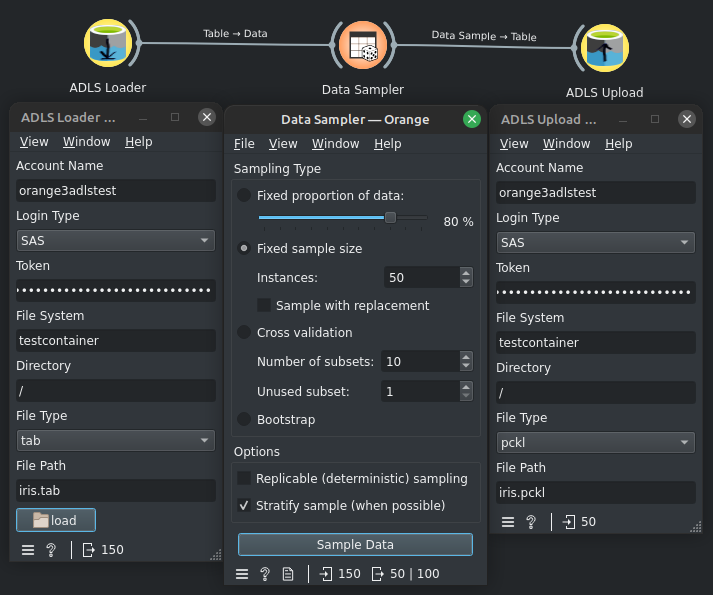 Table → Data
Data Sample → Table
ADLS Loader
Data Sampler
ADLS Upload
ADLS Loader ...
View Window Help
Account Name
orange3adlstest
Login Type
SAS
Token
File System
testcontainer
Directory
/
File Type
tab
File Path
iris.tab
load
150
Data Sampler — Orange
File View Window Help
Sampling Type
Fixed proportion of data:
80 %
Fixed sample size
Instances: 50
Sample with replacement
Cross validation
Number of subsets: 10
Unused subset: 1
Bootstrap
Options
Replicable (deterministic) sampling
Stratify sample (when possible)
Sample Data
150 50 | 100
ADLS Upload ...
View Window Help
Account Name
orange3adlstest
Login Type
SAS
Token
File System
testcontainer
Directory
/
File Type
pckl
File Path
iris.pckl
50